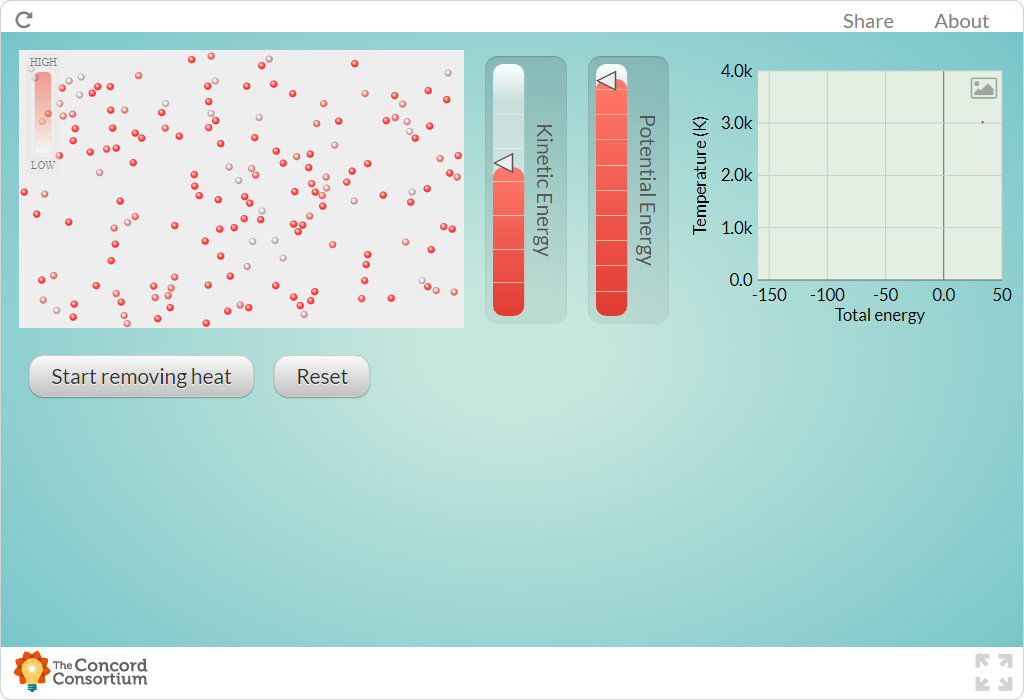 Share About
HIGH
LOW
Kinetic Energy
Potential Energy
Temperature (K)
4.0k
3.0k
2.0k
1.0k
0.0
-150 -100 -50 0.0 50
Total energy
Start removing heat
Reset
The Concord
Consortium